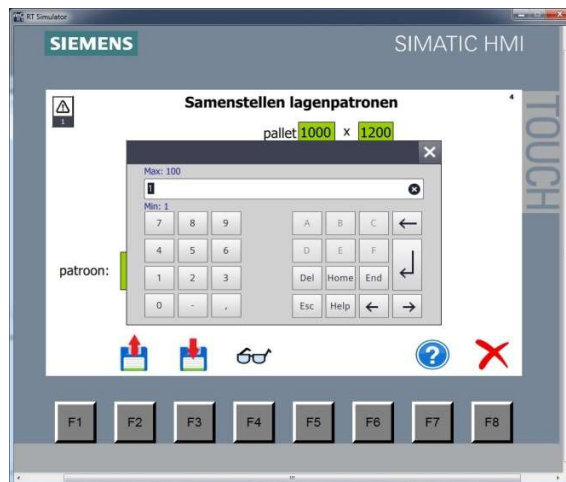 RT Simulator
SIEMENS SIMATIC HMI
TOUCH
1
Samenstellen lagenpatronen
4
pallet 1000 x 1200
Max: 100
1
Min: 1
7 8 9 A B C
4 5 6 D E F
1 2 3 Del Home End
0 - . Esc Help
patroon:
?
F1 F2 F3 F4 F5 F6 F7 F8